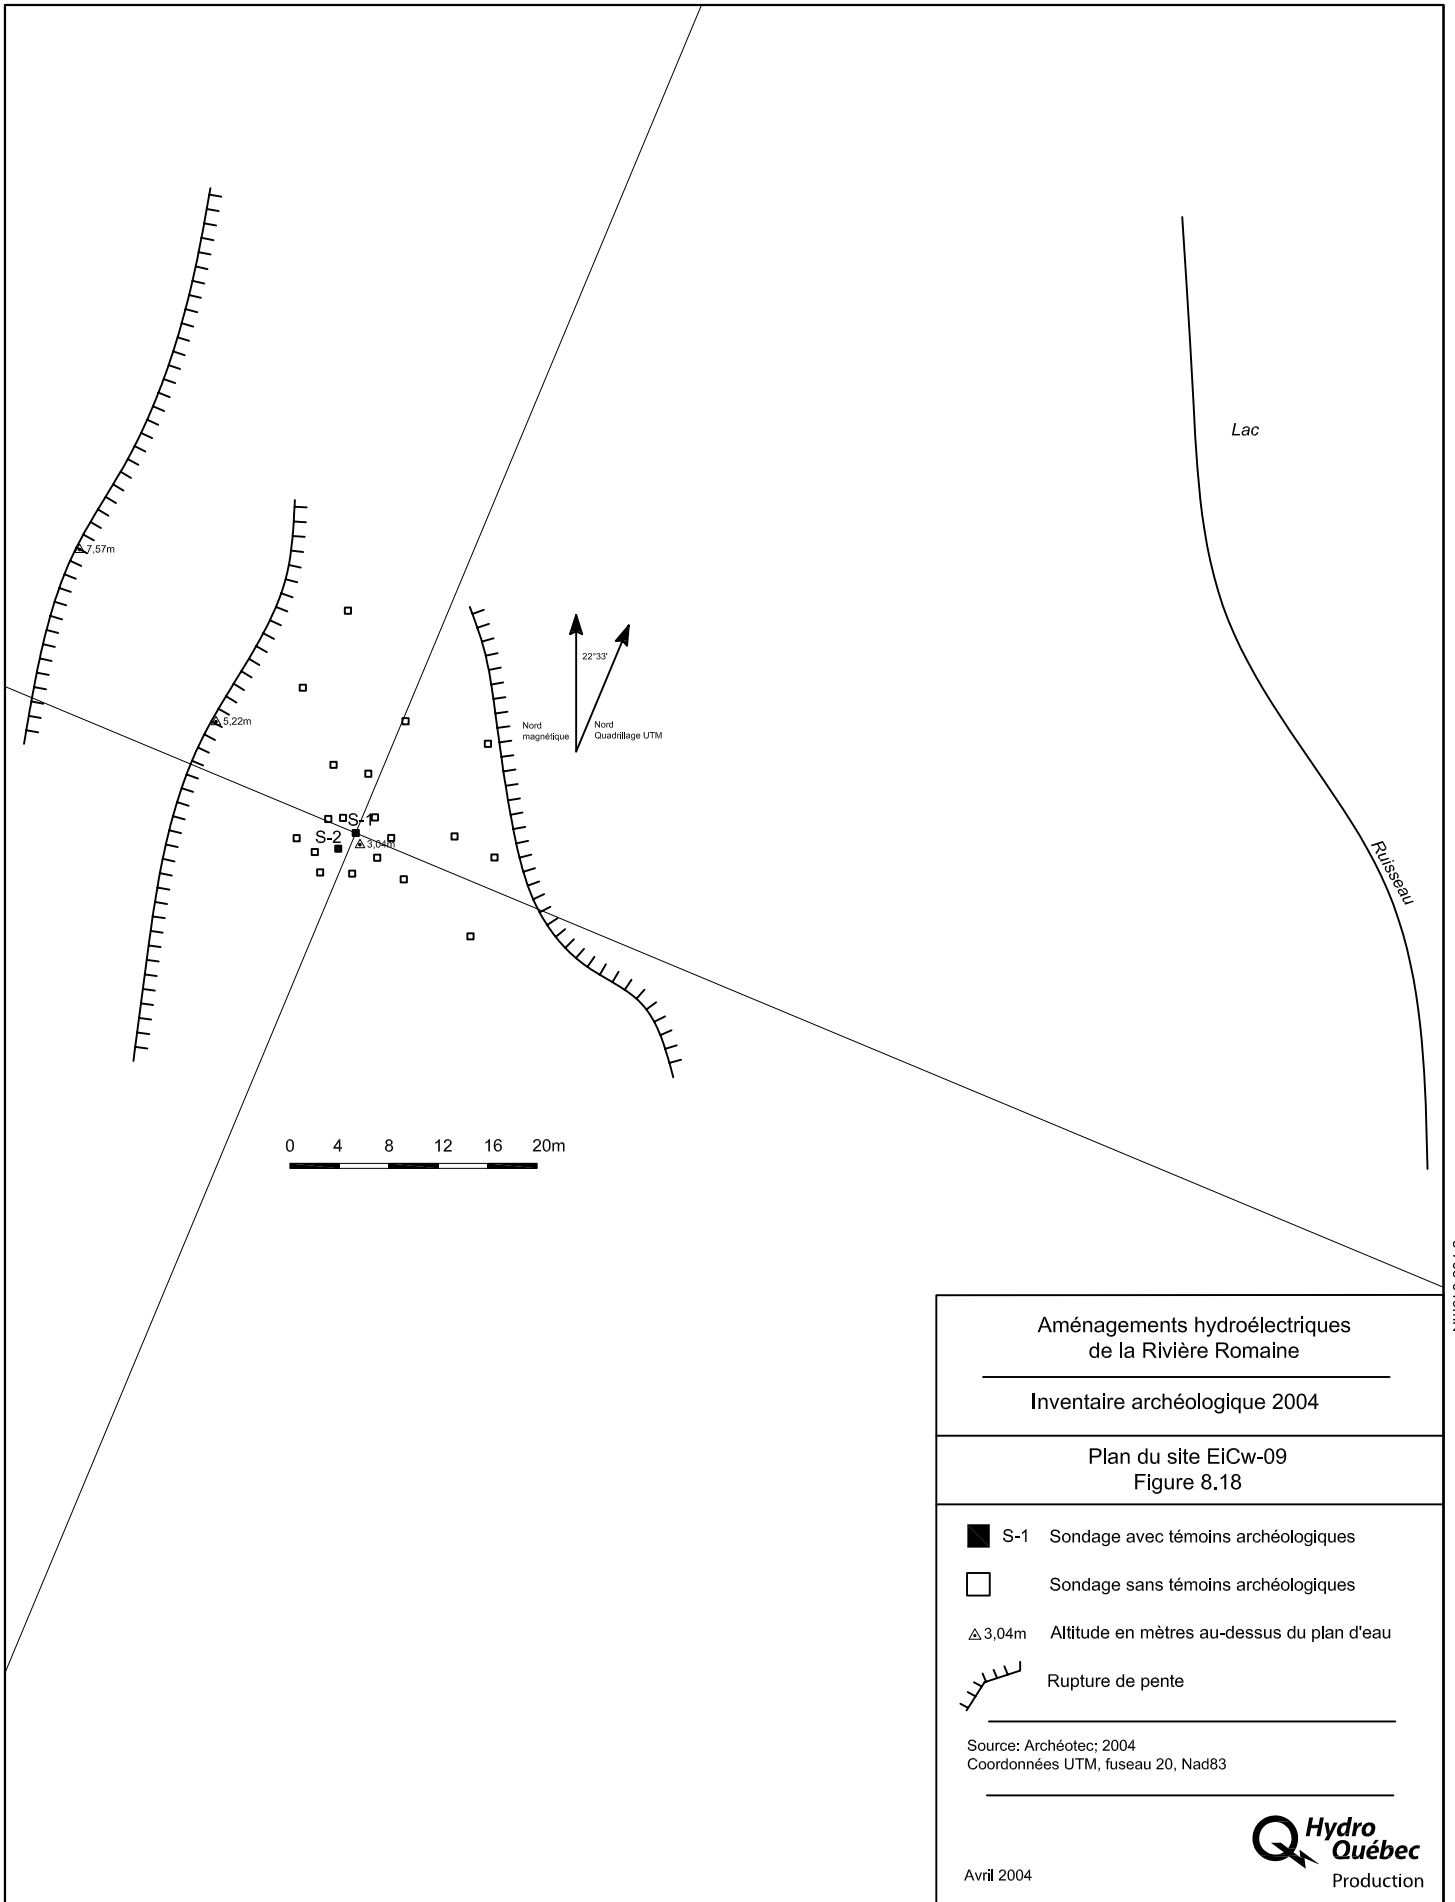 Lac
7,57m
22°33'
5,22m
Nord
magnétique
Nord
Quadrillage UTM
S-1
S-2
3,04m
Ruisseau
0 4 8 12 16 20m
Aménagements hydroélectriques
de la Rivière Romaine
Inventaire archéologique 2004
Plan du site EiCw-09
Figure 8.18
S-1 Sondage avec témoins archéologiques
Sondage sans témoins archéologiques
3,04m Altitude en mètres au-dessus du plan d'eau
Rupture de pente
Source: Archéotec; 2004
Coordonnées UTM, fuseau 20, Nad83
Hydro
Québec
Production
Avril 2004